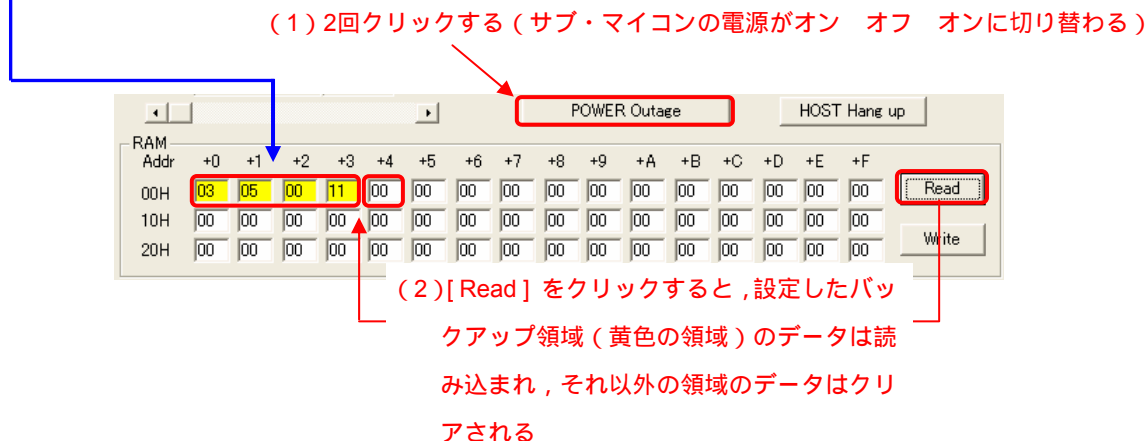 (1)2回クリックする(サブ・マイコンの電源がオン オフ オンに切り替わる)
POWER Outage HOST Hang up
RAM
Addr +0 +1 +2 +3 +4 +5 +6 +7 +8 +9 +A +B +C +D +E +F
00H 03 05 00 11 00 00 00 00 00 00 00 00 00 00 00 00 Read
10H 00 00 00 00 00 00 00 00 00 00 00 00 00 00 00 00
20H 00 00 00 00 00 00 00 00 00 00 00 00 00 00 00 00 Write
(2)[Read] をクリックすると,設定したバッ
クアップ領域(黄色の領域)のデータは読
み込まれ,それ以外の領域のデータはクリ
アされる